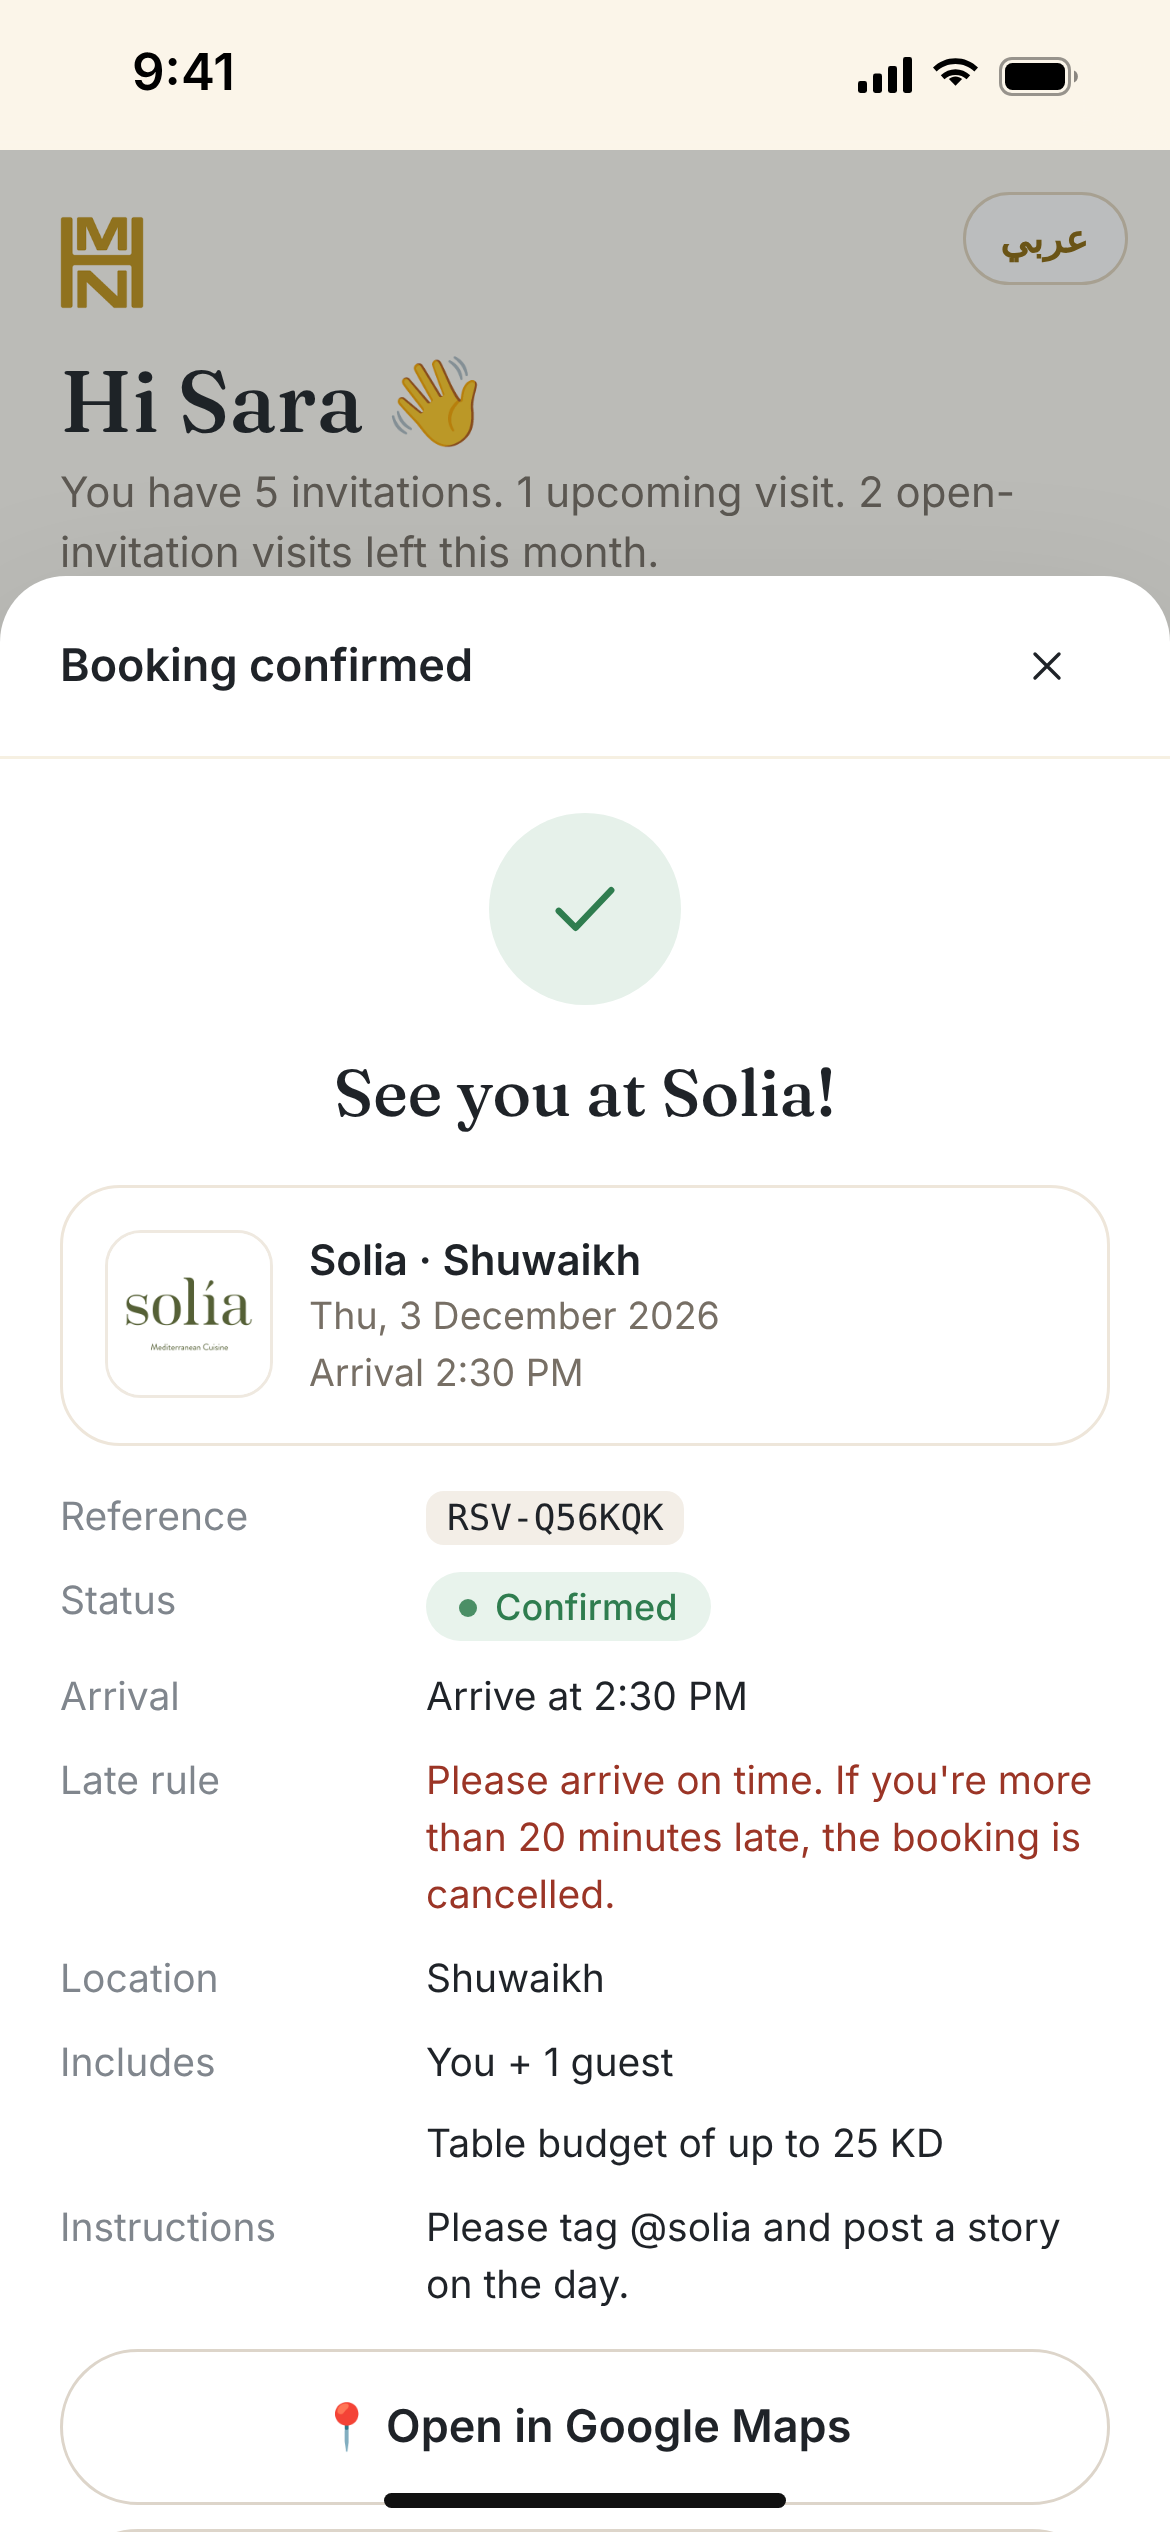 9:41
MN
عربي
Hi Sara 👋
You have 5 invitations. 1 upcoming visit. 2 open-
invitation visits left this month.
Booking confirmed
See you at Solia!
solía
Mediterranean Cuisine
Solia · Shuwaikh
Thu, 3 December 2026
Arrival 2:30 PM
Reference RSV-Q56KQK
Status Confirmed
Arrival Arrive at 2:30 PM
Late rule Please arrive on time. If you're more
than 20 minutes late, the booking is
cancelled.
Location Shuwaikh
Includes You + 1 guest
Table budget of up to 25 KD
Instructions Please tag @solia and post a story
on the day.
📍 Open in Google Maps